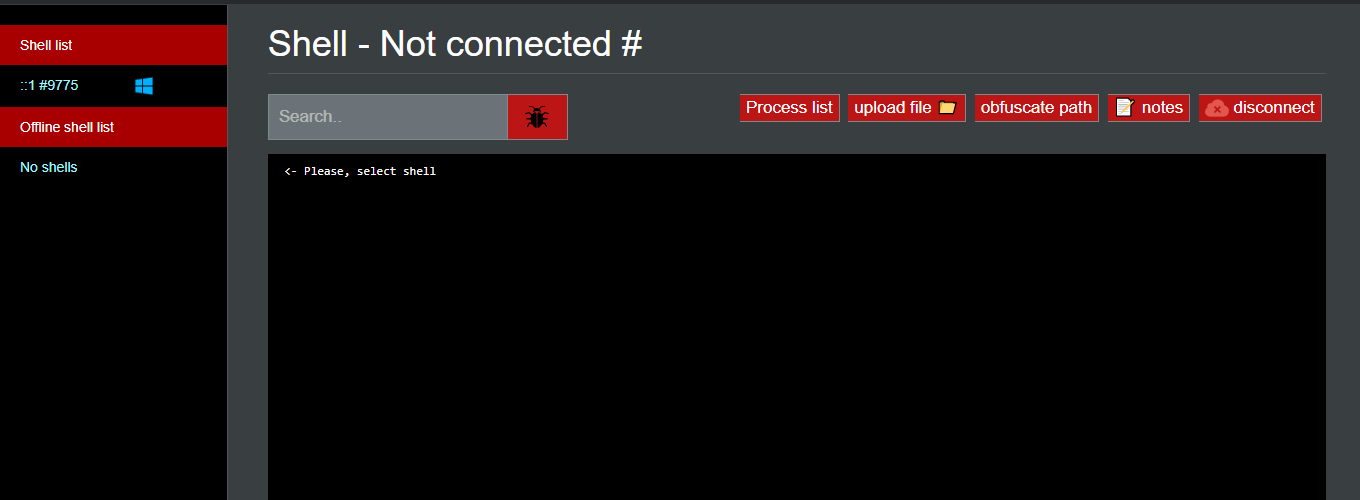 Shell list
::1 #9775
Offline shell list
No shells
Shell - Not connected #
Search..
Process list
upload file
obfuscate path
notes
disconnect
<- Please, select shell